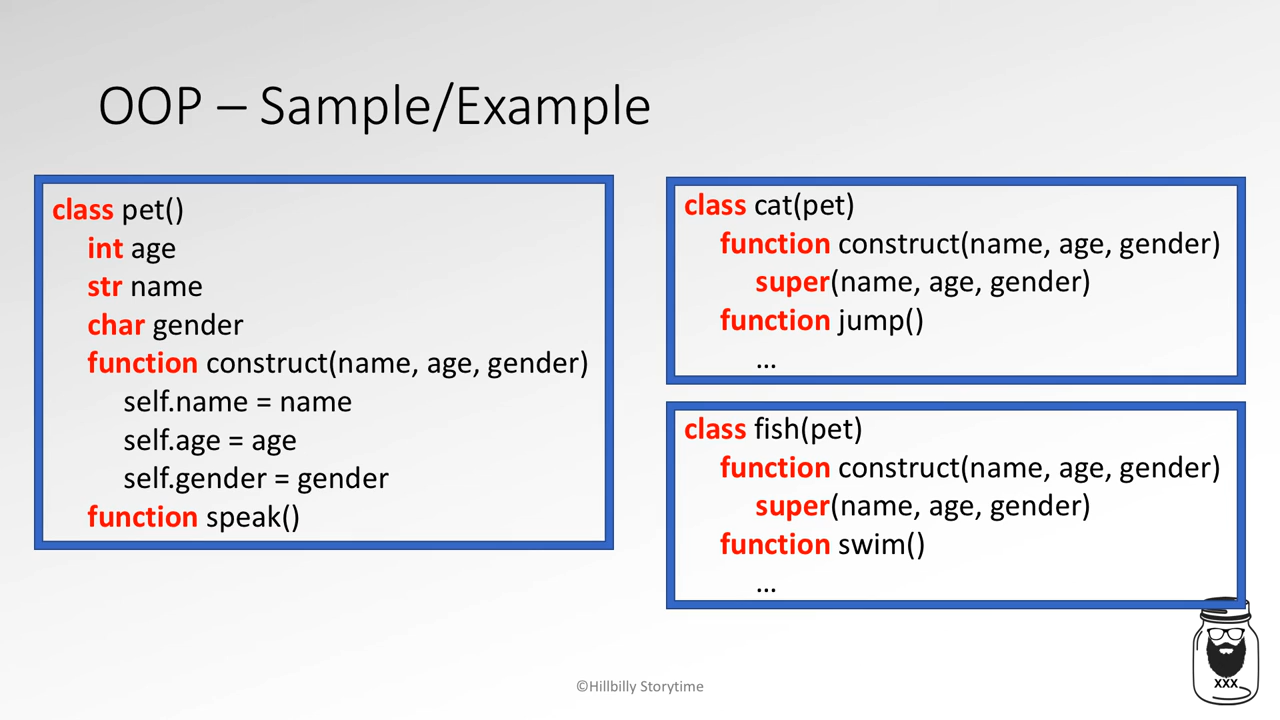 OOP – Sample/Example
class pet()
int age
str name
char gender
function construct(name, age, gender)
self.name = name
self.age = age
self.gender = gender
function speak()
class cat(pet)
function construct(name, age, gender)
super(name, age, gender)
function jump()
...
class fish(pet)
function construct(name, age, gender)
super(name, age, gender)
function swim()
...
XXX
©Hillbilly Storytime